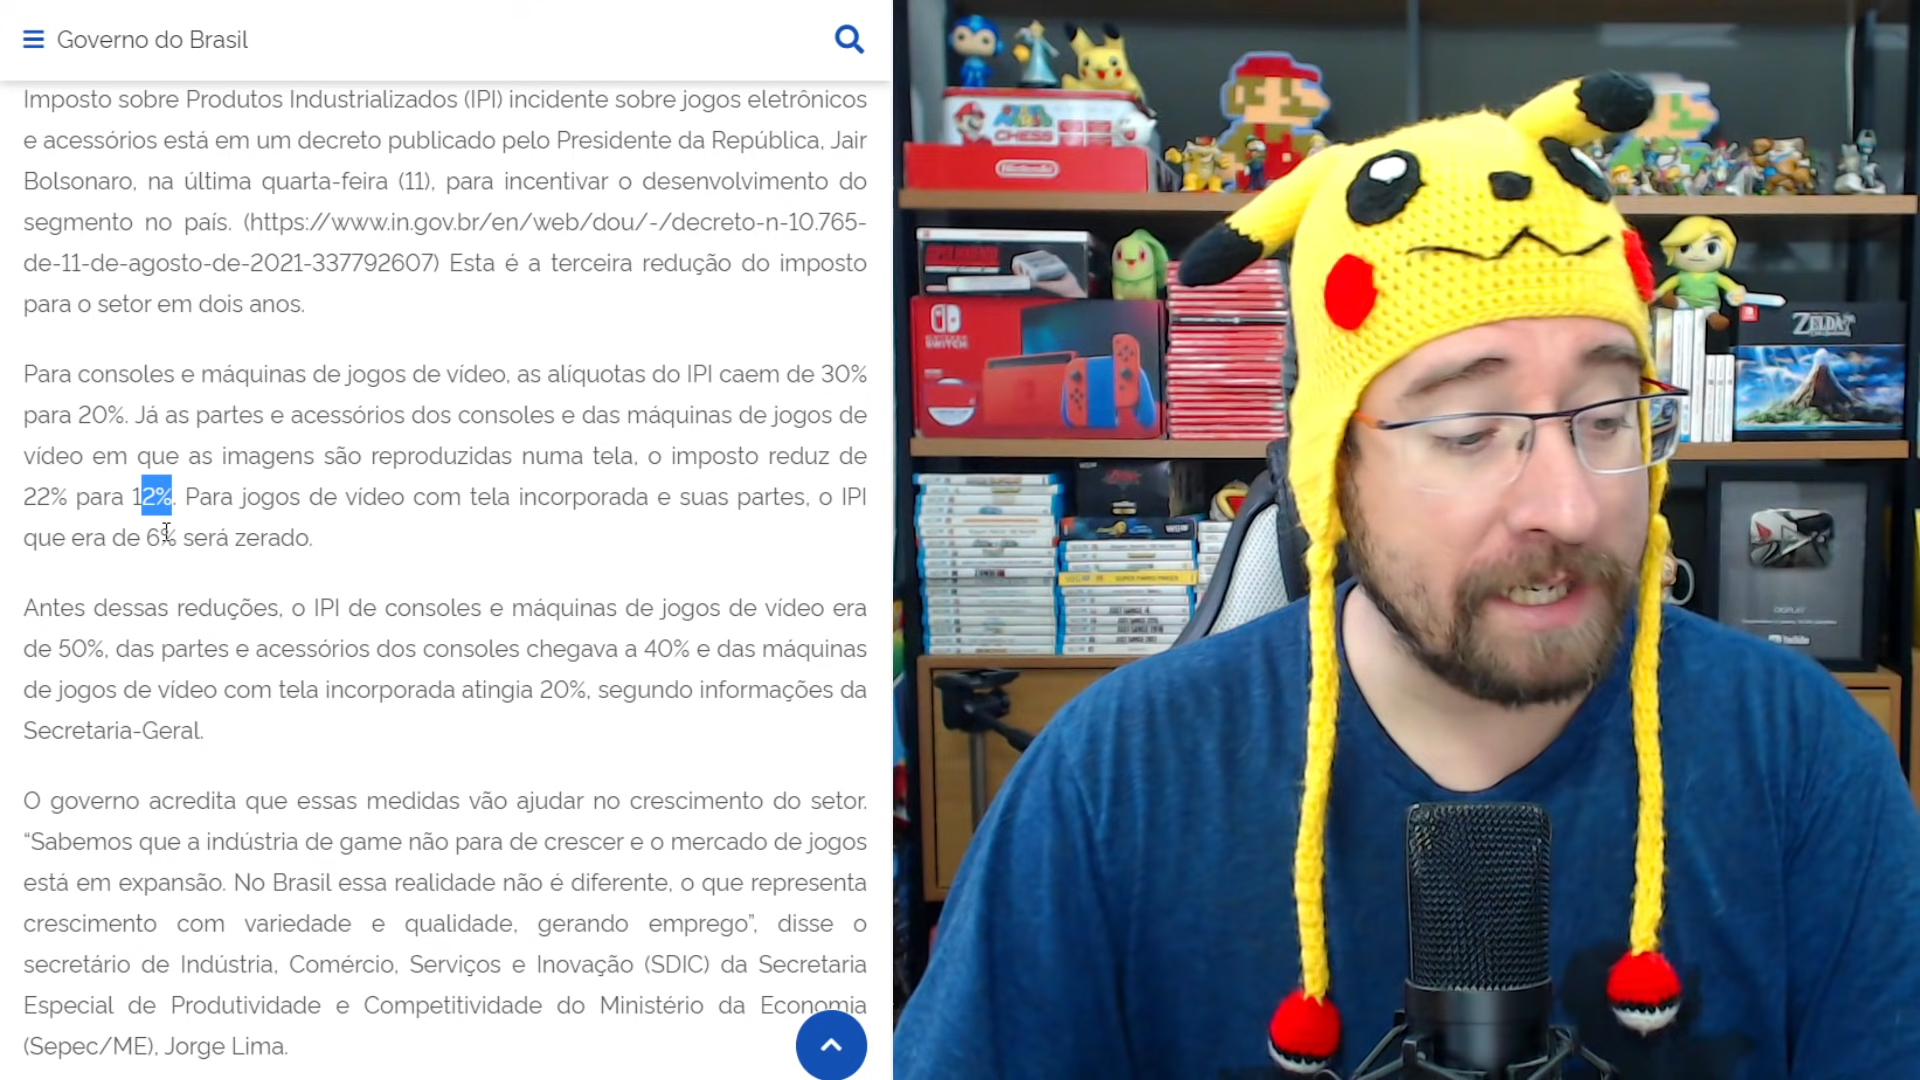 Governo do Brasil
Imposto sobre Produtos Industrializados (IPI) incidente sobre jogos eletrônicos
e acessórios está em um decreto publicado pelo Presidente da República, Jair
Bolsonaro, na última quarta-feira (11), para incentivar o desenvolvimento do
segmento no país. (https://www.in.gov.br/en/web/dou/-/decreto-n-10.765-
de-11-de-agosto-de-2021-337792607) Esta é a terceira redução do imposto
para o setor em dois anos.
Para consoles e máquinas de jogos de vídeo, as alíquotas do IPI caem de 30%
para 20%. Já as partes e acessórios dos consoles e das máquinas de jogos de
vídeo em que as imagens são reproduzidas numa tela, o imposto reduz de
22% para 12%. Para jogos de vídeo com tela incorporada e suas partes, o IPI
que era de 6% será zerado.
Antes dessas reduções, o IPI de consoles e máquinas de jogos de vídeo era
de 50%, das partes e acessórios dos consoles chegava a 40% e das máquinas
de jogos de vídeo com tela incorporada atingia 20%, segundo informações da
Secretaria-Geral.
O governo acredita que essas medidas vão ajudar no crescimento do setor.
“Sabemos que a indústria de game não para de crescer e o mercado de jogos
está em expansão. No Brasil essa realidade não é diferente, o que representa
crescimento com variedade e qualidade, gerando emprego”, disse o
secretário de Indústria, Comércio, Serviços e Inovação (SDIC) da Secretaria
Especial de Produtividade e Competitividade do Ministério da Economia
(Sepec/ME), Jorge Lima.
CHESS
Nintendo
SWITCH
ZELDA
YouTube